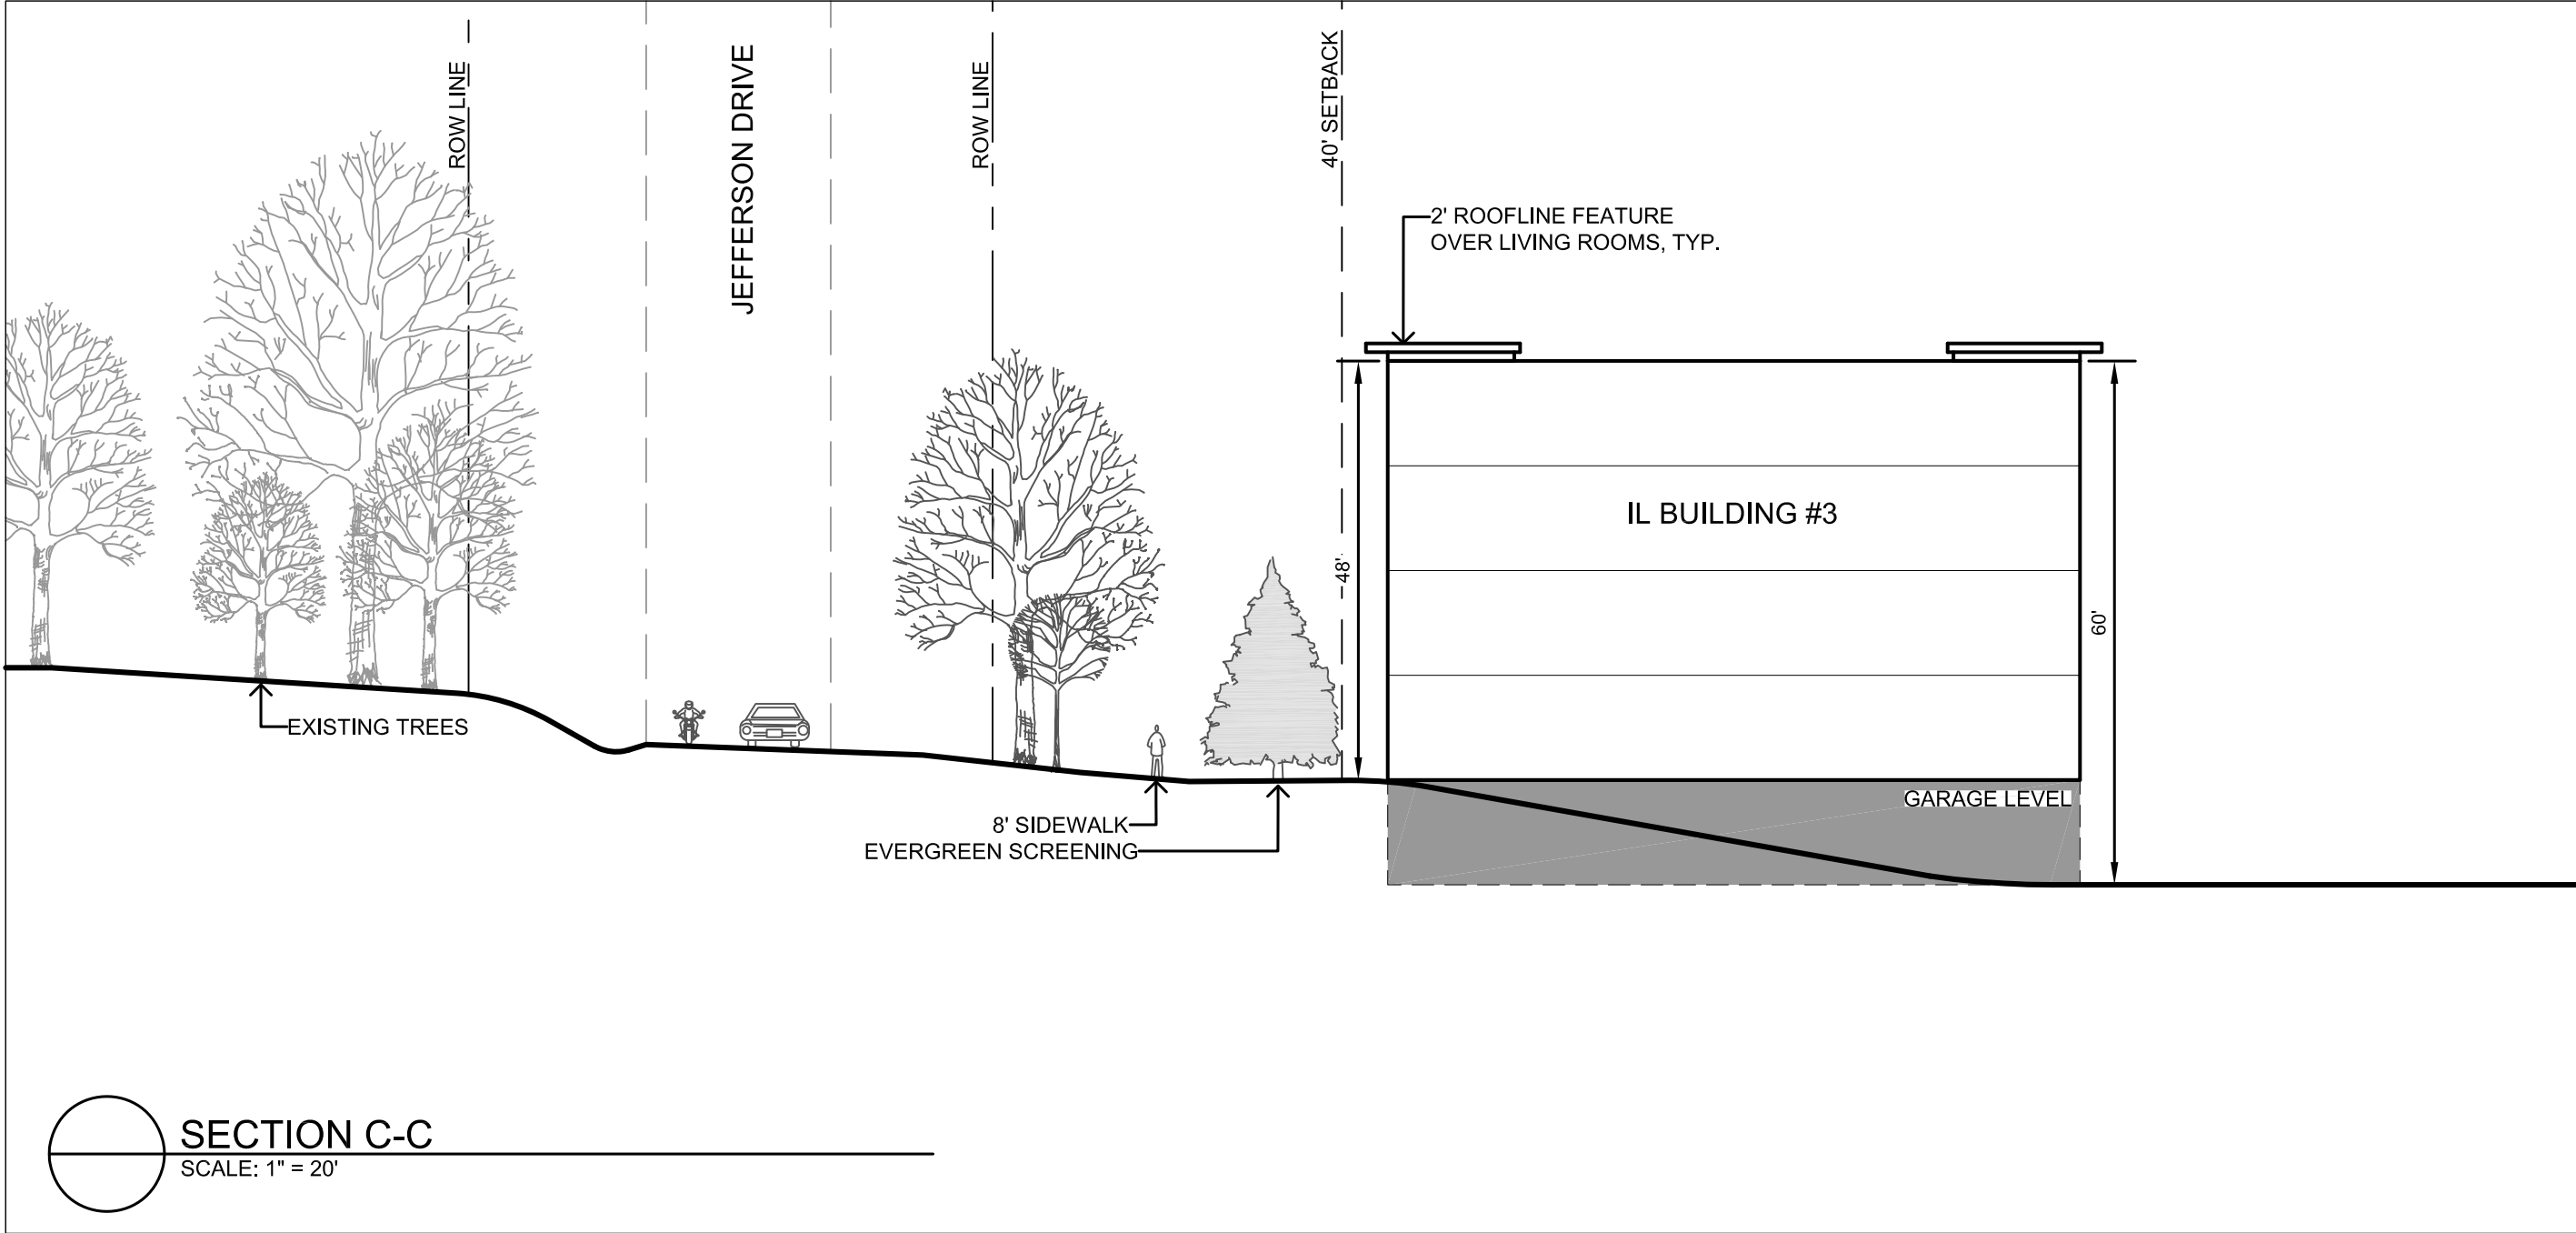 ROW LINE
JEFFERSON DRIVE
ROW LINE
40' SETBACK
2' ROOFLINE FEATURE
OVER LIVING ROOMS, TYP.
IL BUILDING #3
48'
60'
EXISTING TREES
GARAGE LEVEL
8' SIDEWALK
EVERGREEN SCREENING
SECTION C-C
SCALE: 1" = 20'